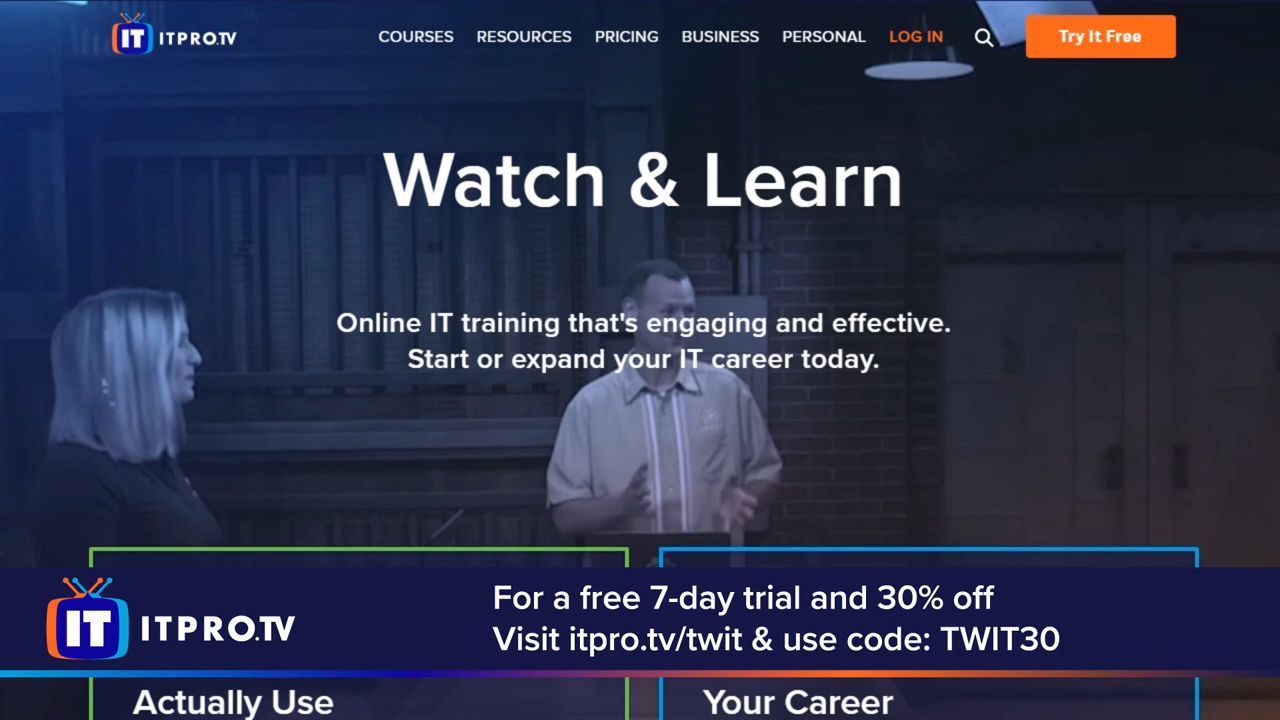 IT ITPRO.TV
COURSES RESOURCES PRICING BUSINESS PERSONAL LOG IN Try It Free
Watch & Learn
Online IT training that's engaging and effective.
Start or expand your IT career today.
IT ITPRO.TV
For a free 7-day trial and 30% off
Visit itpro.tv/twit & use code: TWIT30
Actually Use
Your Career